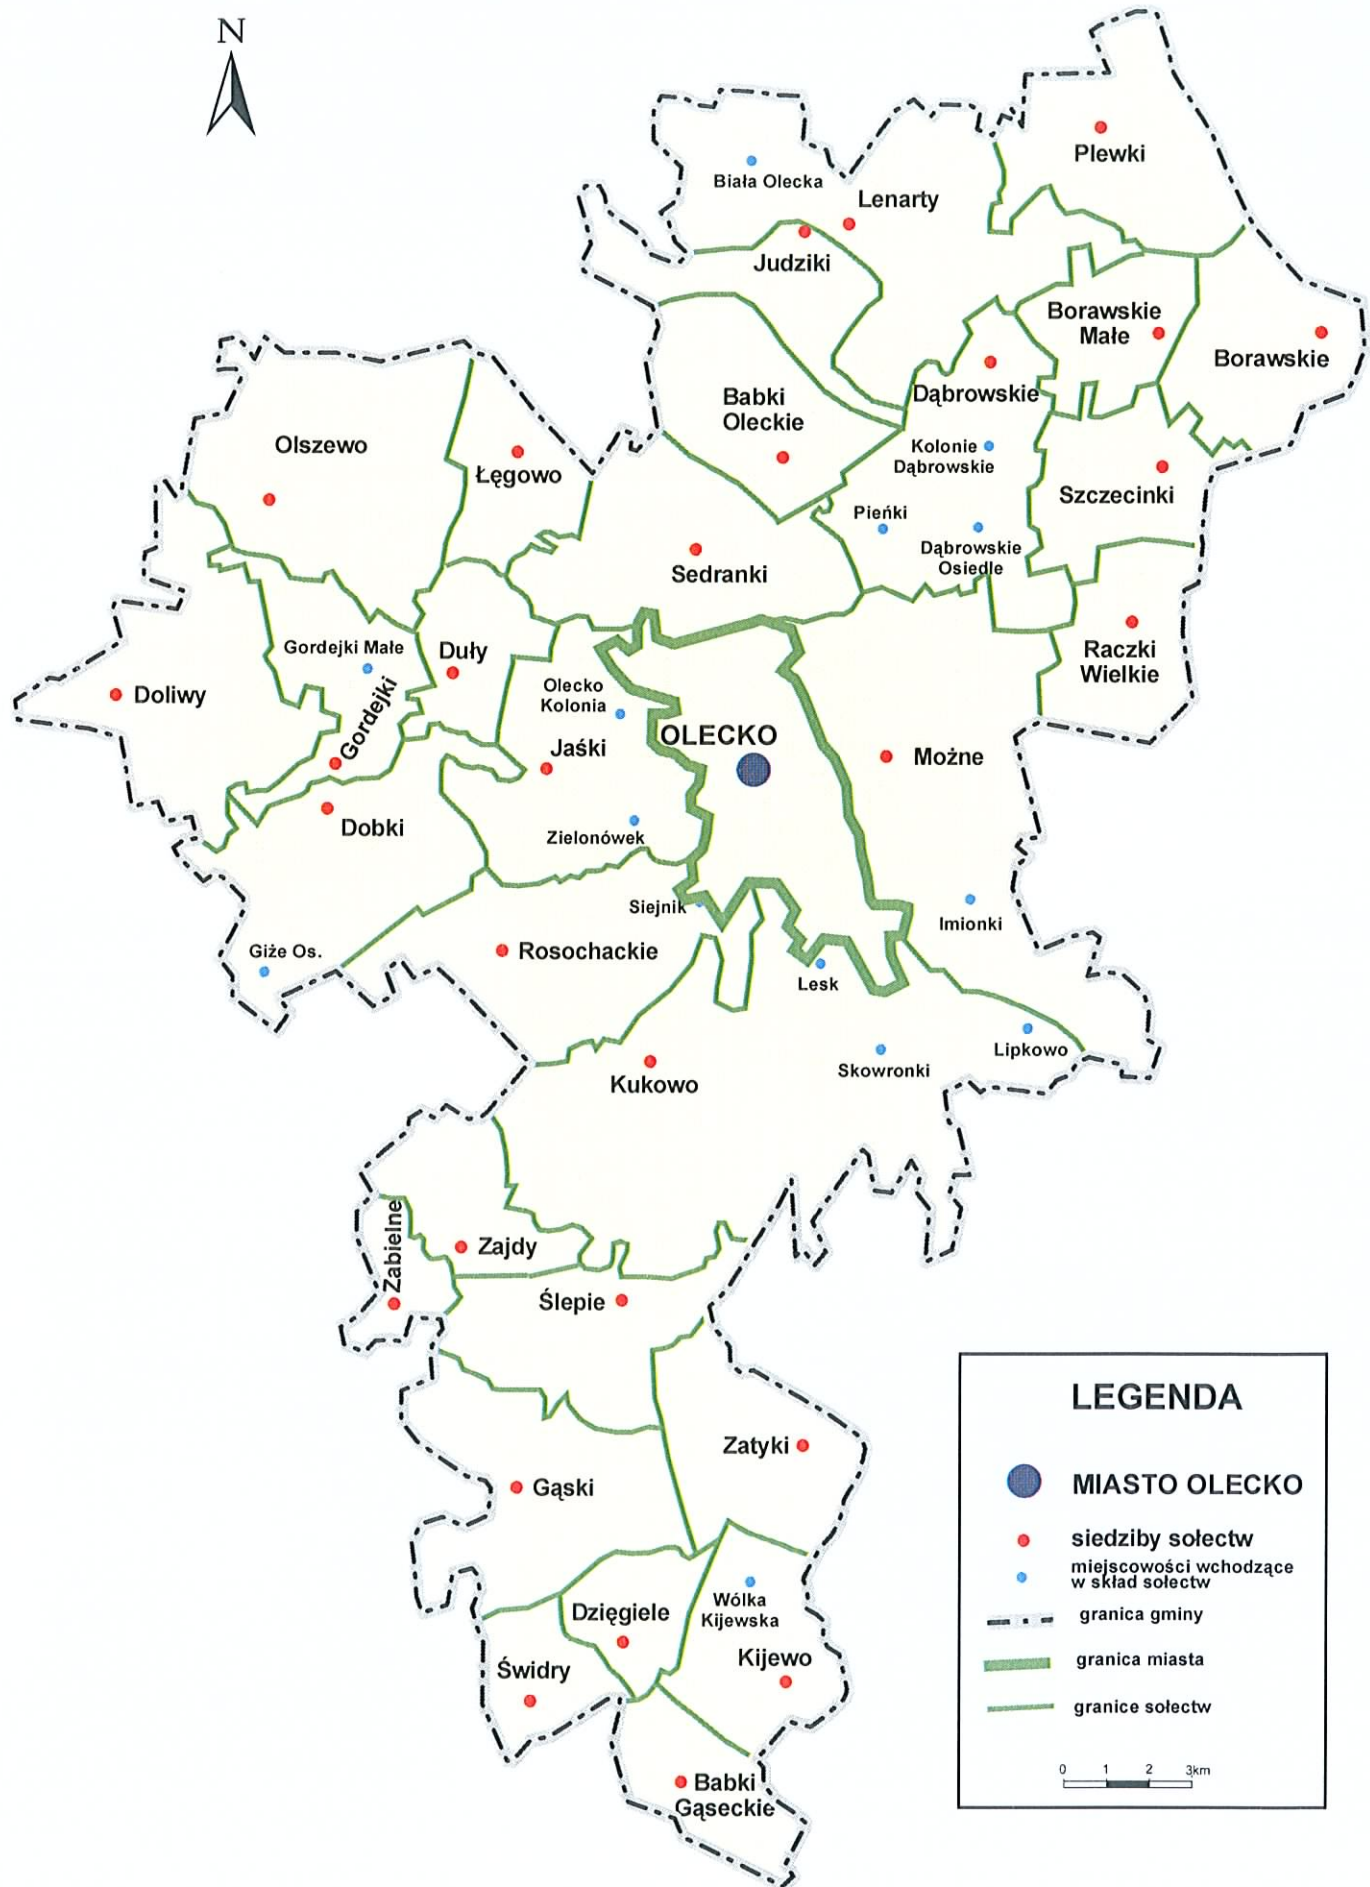 N
Plewki
Biała Olecka
Lenarty
Judziki
Borawskie
Małe
Borawskie
Dąbrowskie
Babki
Oleckie
Olszewo
Łęgowo
Kolonie
Dąbrowskie
Szczecinki
Pieńki
Dąbrowskie
Osiedle
Sedranki
Gordejki Małe
Duły
Raczki
Wielkie
Doliwy
Gordejki
Olecko
Kolonia
Jaśki
OLECKO
Możne
Dobki
Zielonówek
Siejnik
Imionki
Giże Os.
Rosochackie
Lesk
Lipkowo
Skowronki
Kukowo
Zabielne
Zajdy
Ślepie
Zatyki
Gąski
Wólka
Kijewska
Dzięgiele
Kijewo
Świdry
Babki
Gąseckie
LEGENDA
MIASTO OLECKO
siedziby sołectw
miejscowości wchodzące
w skład sołectw
granica gminy
granica miasta
granice sołectw
0 1 2 3km